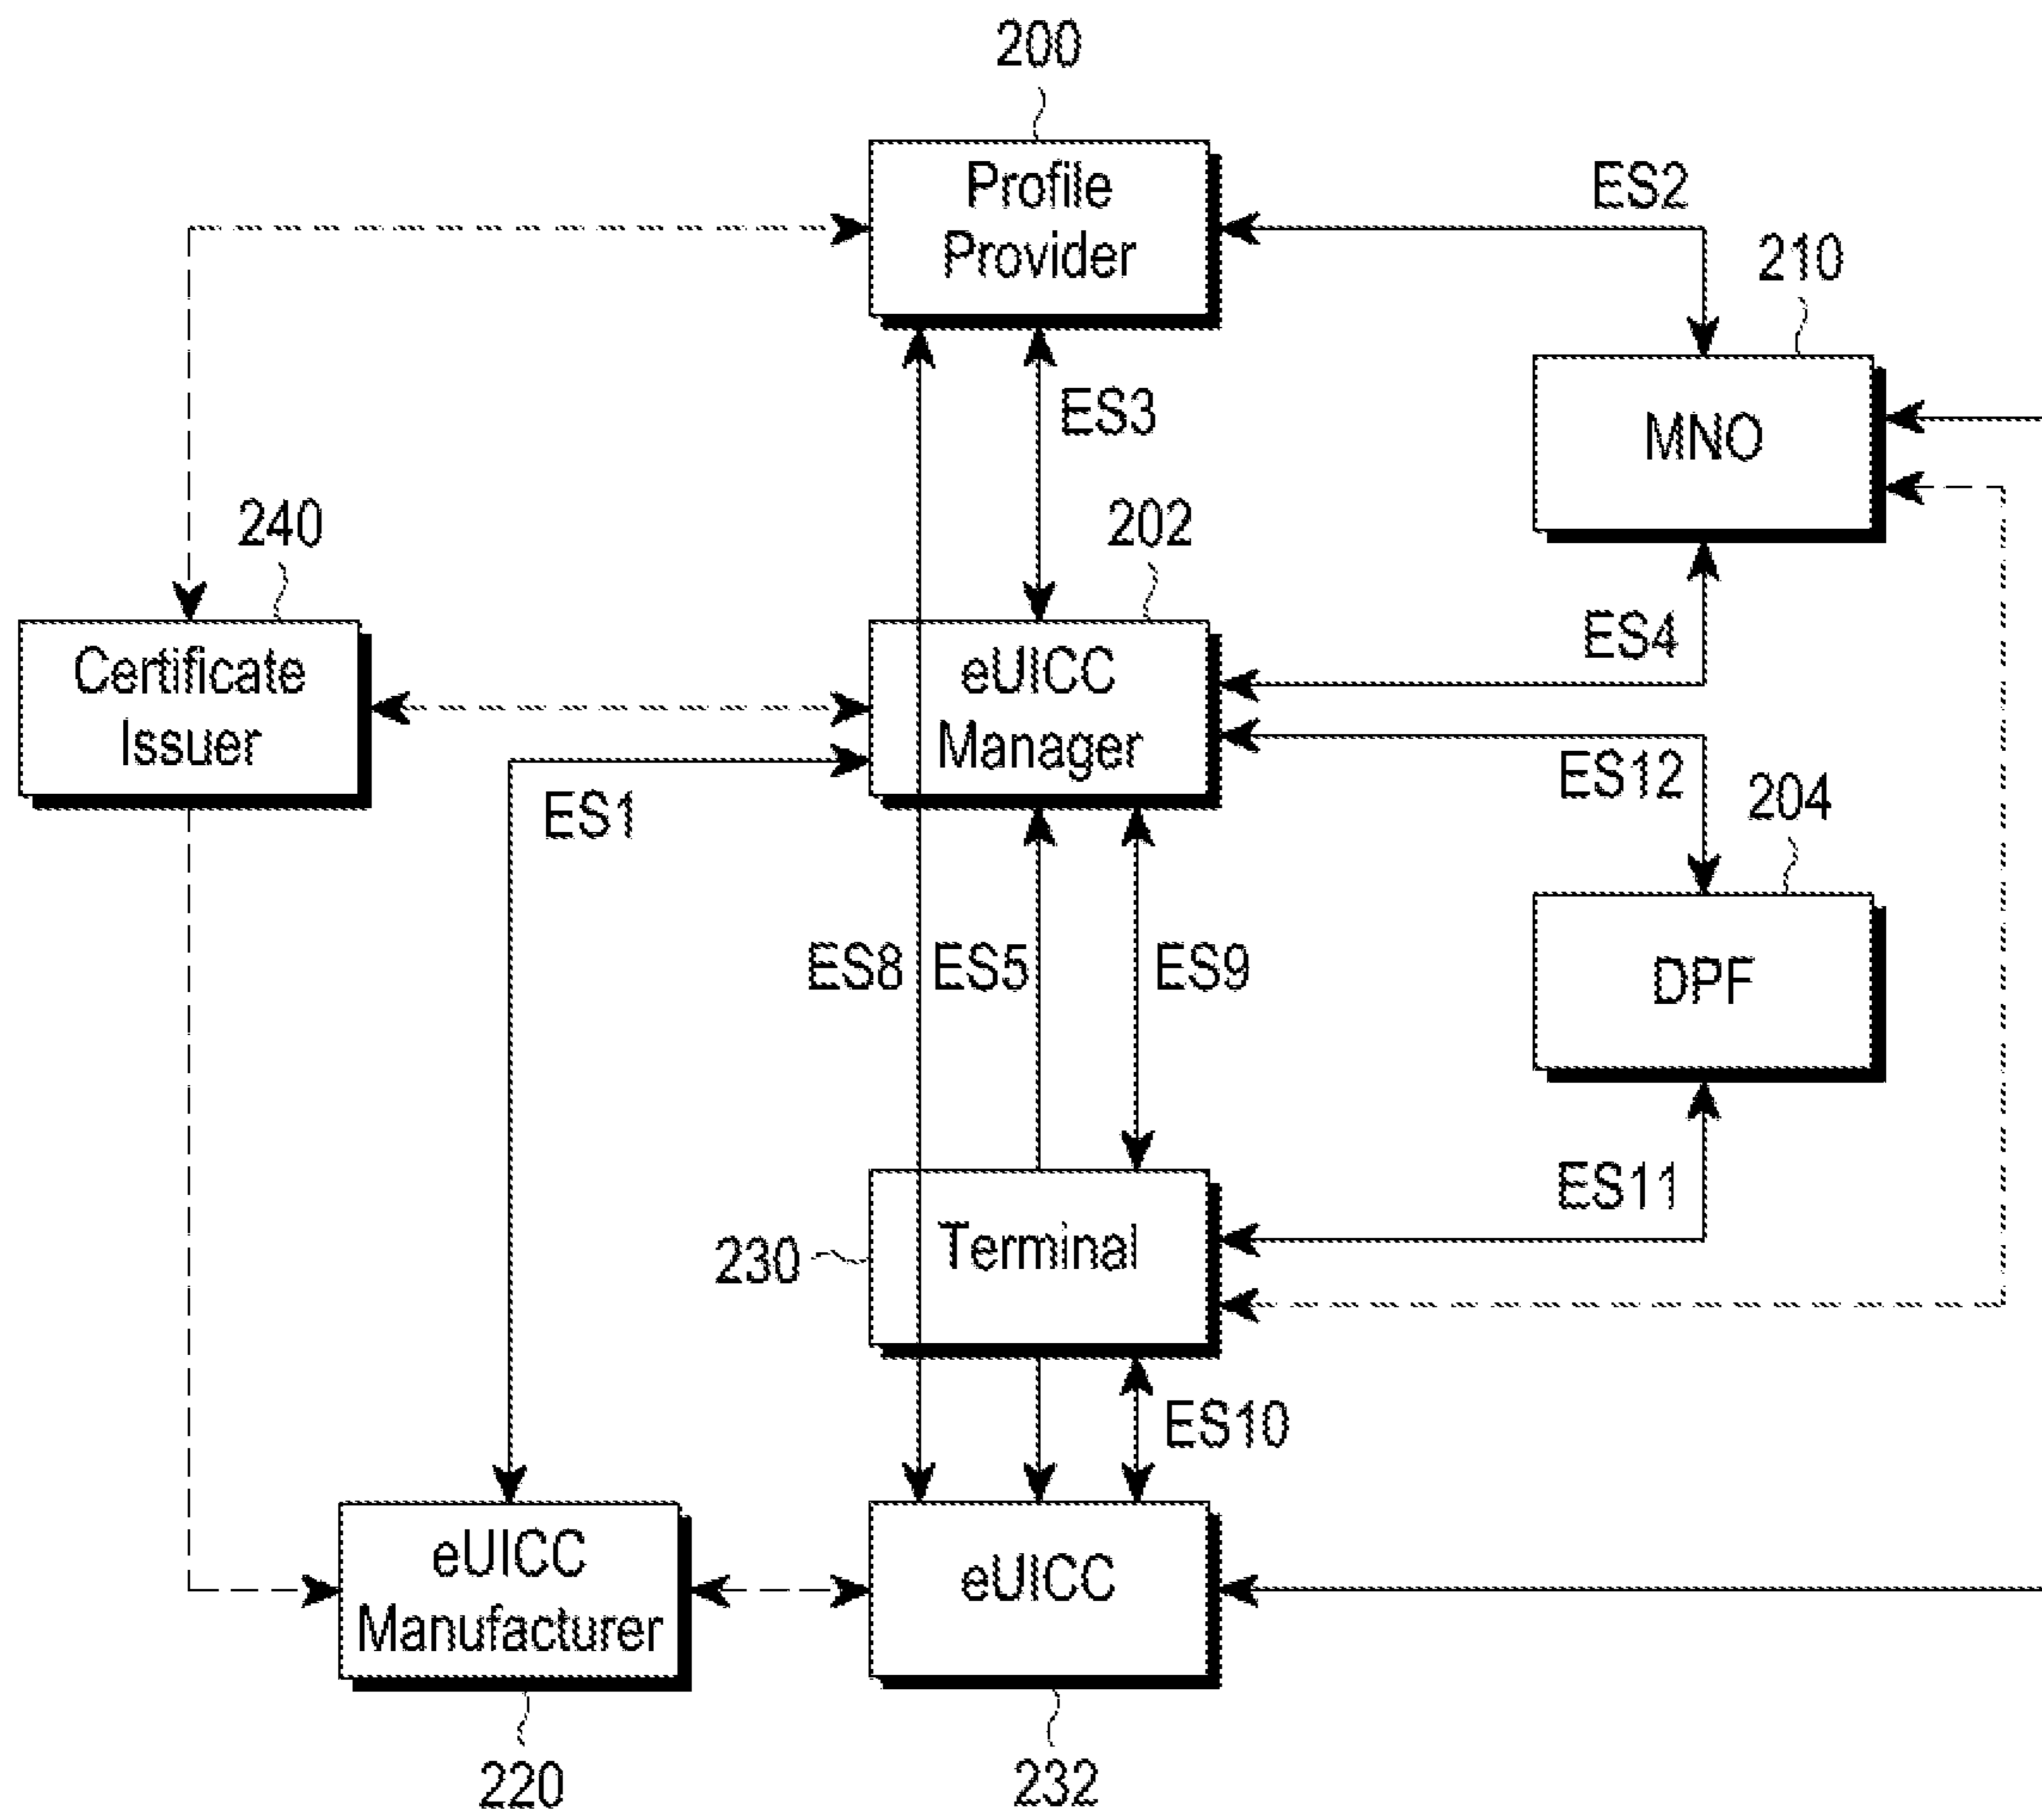 200
Profile
Provider
ES2
210
MNO
ES3
240
202
Certificate
Issuer
eUICC
Manager
ES4
ES12
204
ES1
ES8
ES5
ES9
DPF
230
Terminal
ES11
ES10
eUICC
Manufacturer
eUICC
220
232